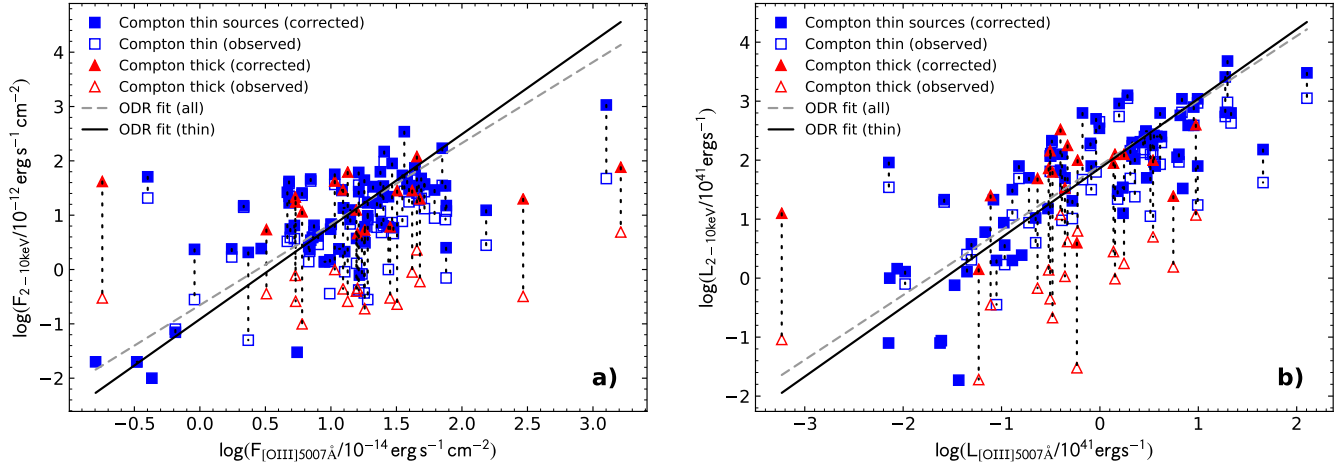 Compton thin sources (corrected)
Compton thin (observed)
Compton thick (corrected)
Compton thick (observed)
ODR fit (all)
ODR fit (thin)
4
3
2
1
0
−1
−2
log(F2−10keV/10−12 erg s−1 cm−2)
−0.5 0.0 0.5 1.0 1.5 2.0 2.5 3.0
log(F[OIII]5007Å/10−14 erg s−1 cm−2)
a)
Compton thin sources (corrected)
Compton thin (observed)
Compton thick (corrected)
Compton thick (observed)
ODR fit (all)
ODR fit (thin)
4
3
2
1
0
−1
−2
log(L2−10keV/1041 ergs−1)
−3 −2 −1 0 1 2
log(L[OIII]5007Å/1041 ergs−1)
b)